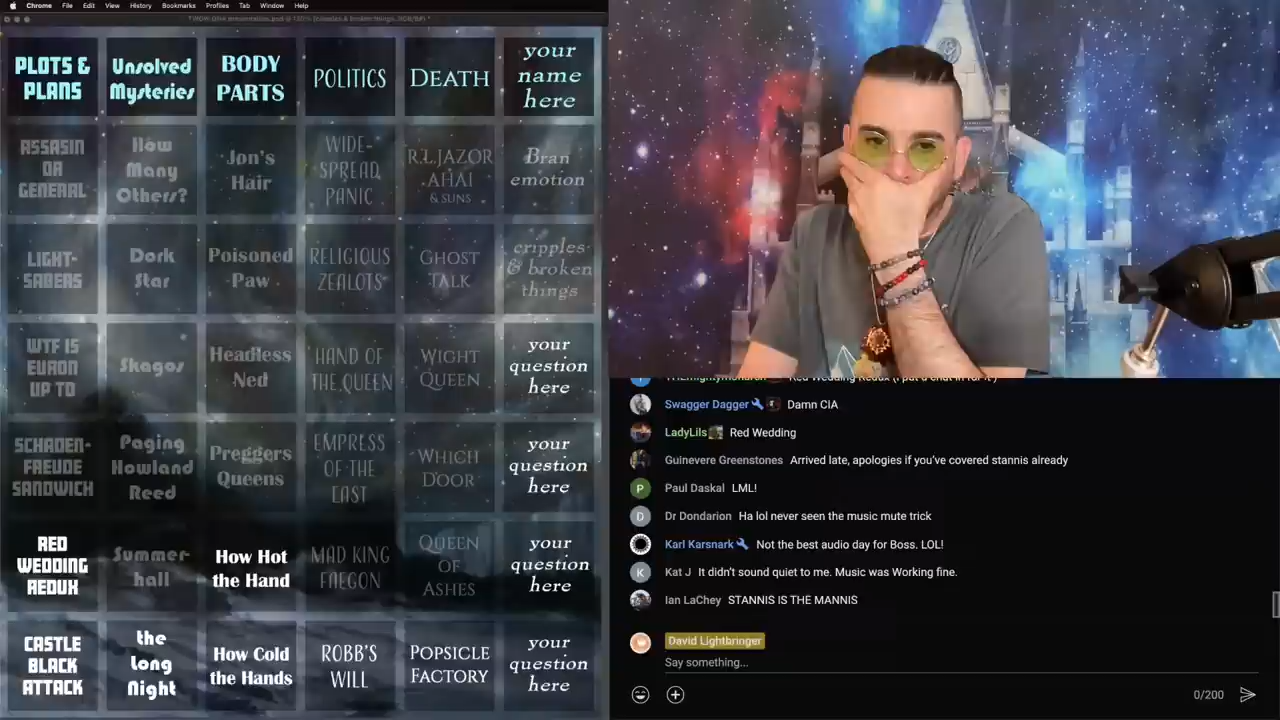 Chrome File Edit View History Bookmarks Profiles Tab Window Help
PLOTS &
PLANS
Unsolved
Mysteries
BODY
PARTS
POLITICS
DEATH
your
name
here
ASSASIN
OR
GENERAL
How
Many
Others?
Jon's
Hair
WIDE-
SPREAD
PANIC
R.L.JAZOR
AHAI
& SUNS
Bran
emotion
LIGHT-
SABERS
Dork
Star
Poisoned
Paw
RELIGIOUS
ZEALOTS
GHOST
TALK
cripples
& broken
things
WTF IS
EURON
UP TO
Skagos
Headless
Ned
HAND OF
THE QUEEN
WIGHT
QUEEN
your
question
here
SCHADEN-
FREUDE
SANDWICH
Paging
Howland
Reed
Preggers
Queens
EMPRESS
OF THE
EAST
WHICH
DOOR
your
question
here
RED
WEDDING
REDUX
Summer-
hall
How Hot
the Hand
MAD KING
FAEGON
QUEEN
OF
ASHES
your
question
here
CASTLE
BLACK
ATTACK
the
Long
Night
How Cold
the Hands
ROBB'S
WILL
POPSICLE
FACTORY
your
question
here
Swagger Dagger Damn CIA
LadyLils Red Wedding
Guinevere Greenstones Arrived late, apologies if you've covered stannis already
P Paul Daskal LML!
D Dr Dondarion Ha lol never seen the music mute trick
Karl Karsnark Not the best audio day for Boss. LOL!
K Kat J It didn't sound quiet to me. Music was Working fine.
Ian LaChey STANNIS IS THE MANNIS
David Lightbringer
Say something...
0/200